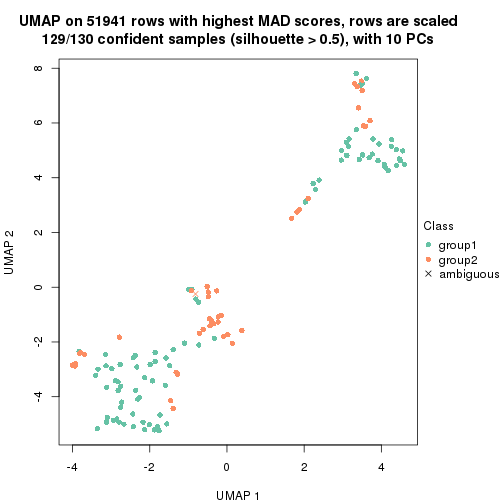 UMAP on 51941 rows with highest MAD scores, rows are scaled
129/130 confident samples (silhouette > 0.5), with 10 PCs
8
6
4
2
0
-2
-4
UMAP 2
-4
-2
0
2
4
UMAP 1
Class
group1
group2
ambiguous